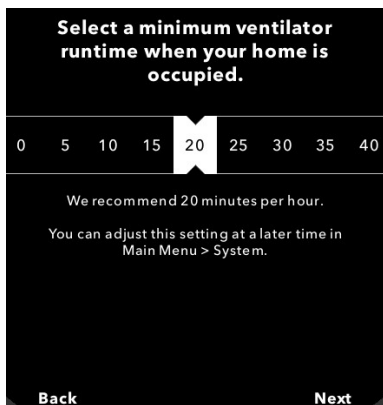 Select a minimum ventilator
runtime when your home is
occupied.
0 5 10 15 20 25 30 35 40
We recommend 20 minutes per hour.
You can adjust this setting at a later time in
Main Menu > System.
Back Next